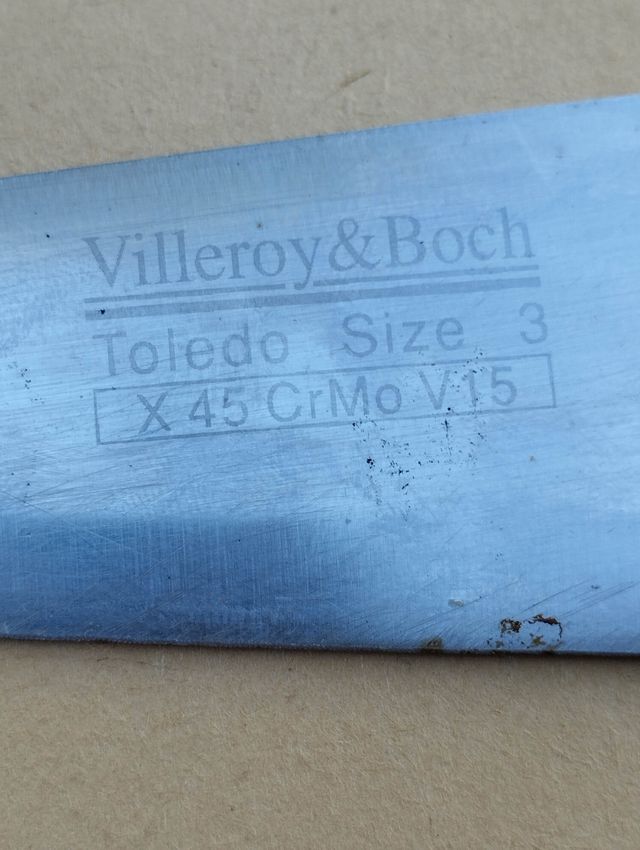 Villeroy&Boch
Toledo Size 3
X 45 CrMo V15